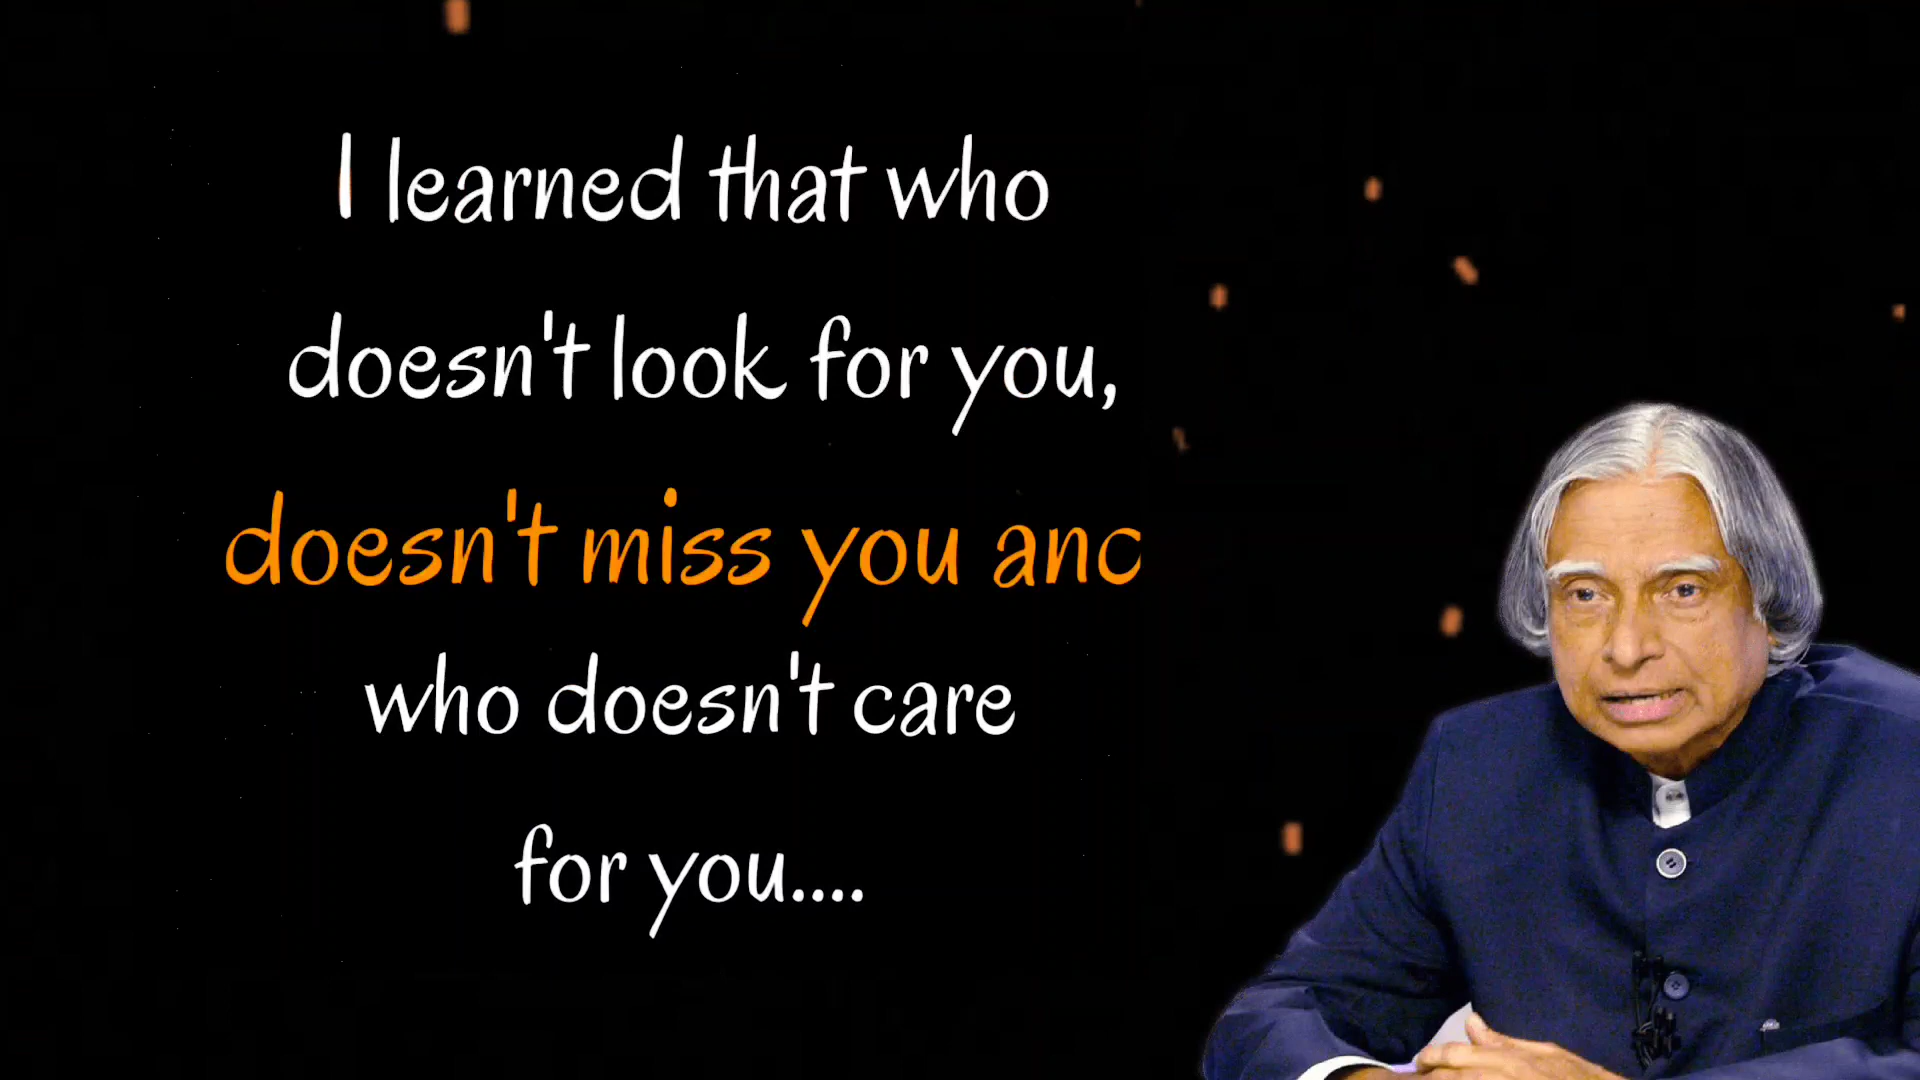 I learned that who
doesn't look for you,
doesn't miss you anc
who doesn't care
for you....